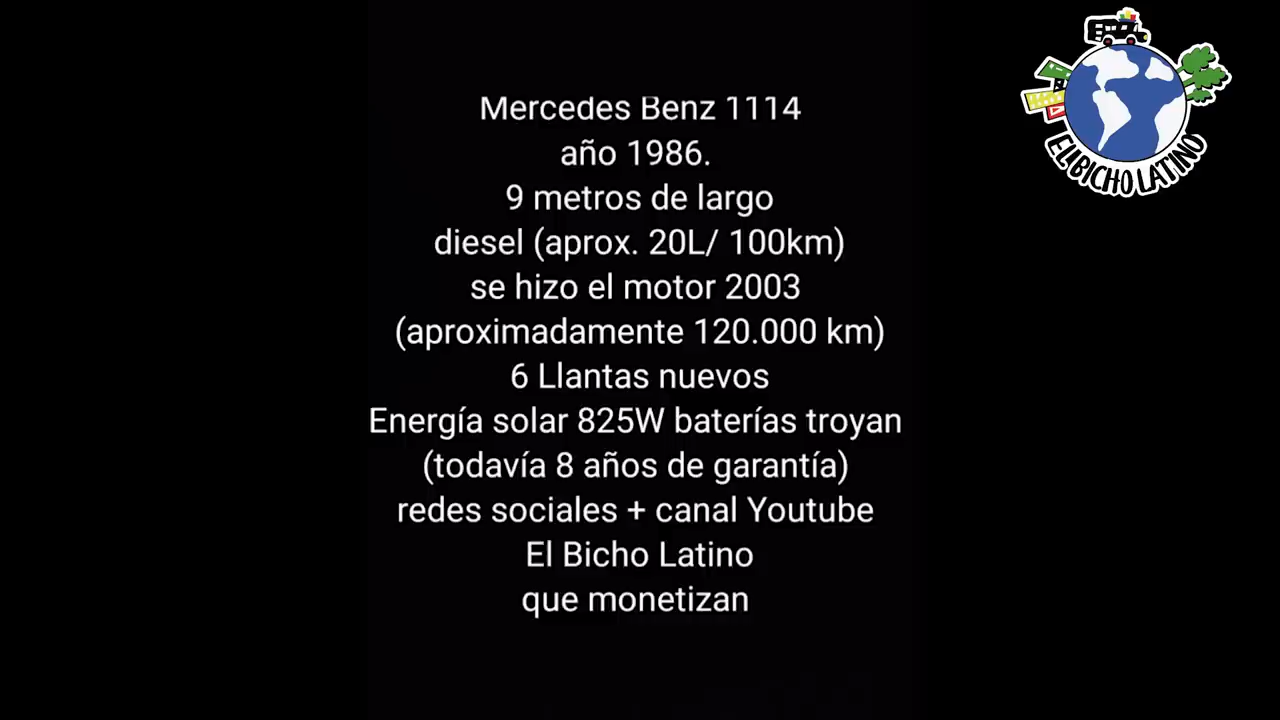 Mercedes Benz 1114
año 1986.
9 metros de largo
diesel (aprox. 20L/ 100km)
se hizo el motor 2003
(aproximadamente 120.000 km)
6 Llantas nuevos
Energía solar 825W baterías troyan
(todavía 8 años de garantía)
redes sociales + canal Youtube
El Bicho Latino
que monetizan
EL BICHO LATINO